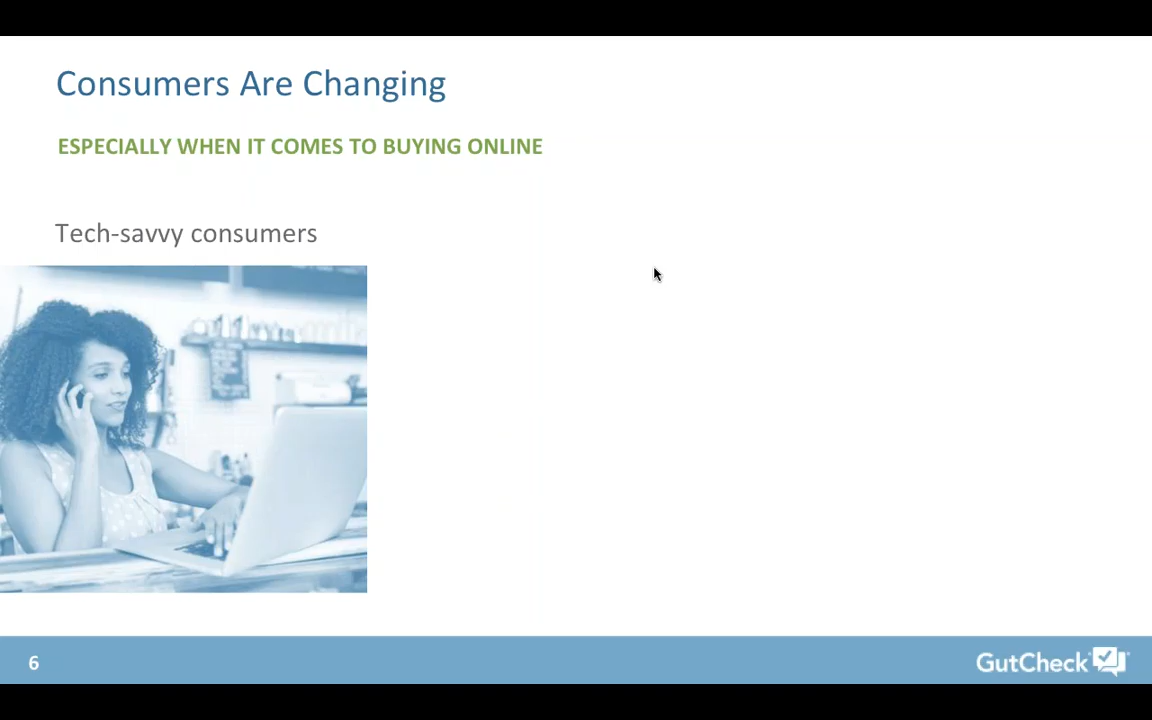 Consumers Are Changing
ESPECIALLY WHEN IT COMES TO BUYING ONLINE
Tech-savvy consumers
6
GutCheck